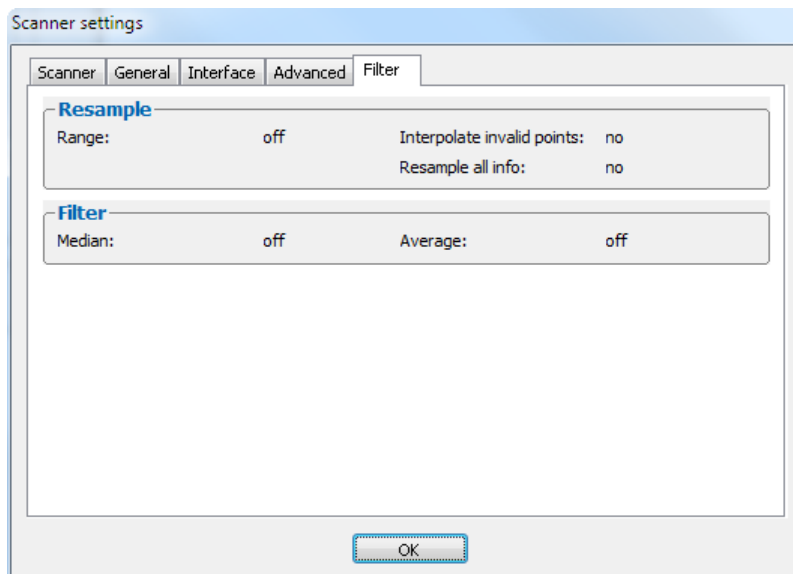 Scanner settings
Scanner General Interface Advanced Filter
Resample
Range: off Interpolate invalid points: no
Resample all info: no
Filter
Median: off Average: off
OK